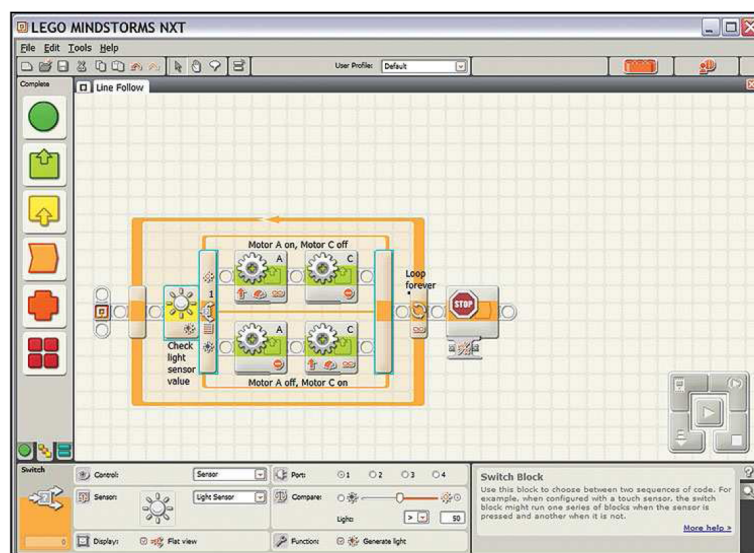 LEGO MINDSTORMS NXT
File Edit Tools Help
User Profile: Default
Complete
Line Follow
Motor A on, Motor C off
A C
Loop
forever
1
STOP
A C
Check
light
sensor
value
Motor A off, Motor C on
Switch
Control: Sensor
Port: 1 2 3 4
Sensor: Light Sensor
Compare:
Light: > 50
Display: Flat view
Function: Generate light
0
Switch Block
Use this block to choose between two sequences of code. For
example, when configured with a touch sensor, the switch
block might run one series of blocks when the sensor is
pressed and another when it is not.
More help »
?